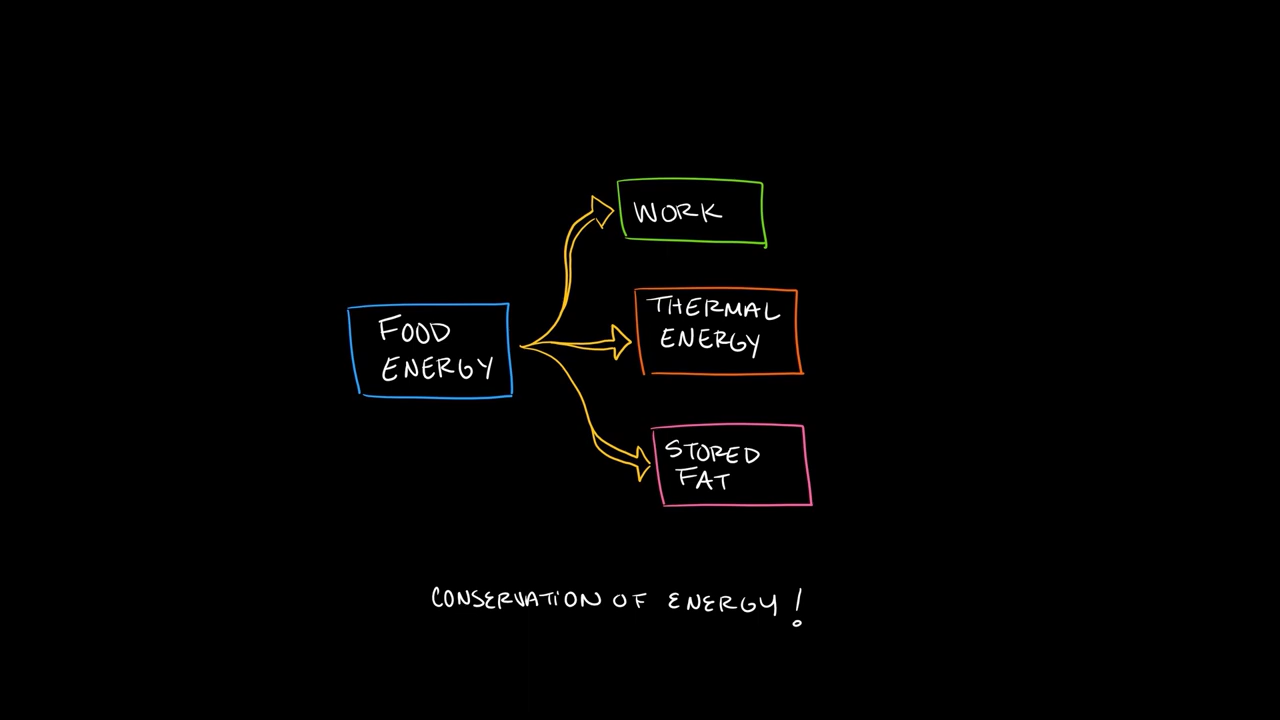 WORK
THERMAL
ENERGY
FOOD
ENERGY
STORED
FAT
CONSERVATION OF ENERGY!